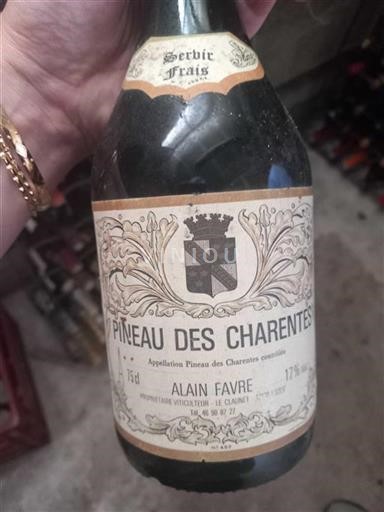 Servir
Frais
PINEAU DES CHARENTES
Appellation Pineau des Charentes contrôlée
75 cl
17%
ALAIN FAVRE
PROPRIÉTAIRE VITICULTEUR - LE CLAUNET